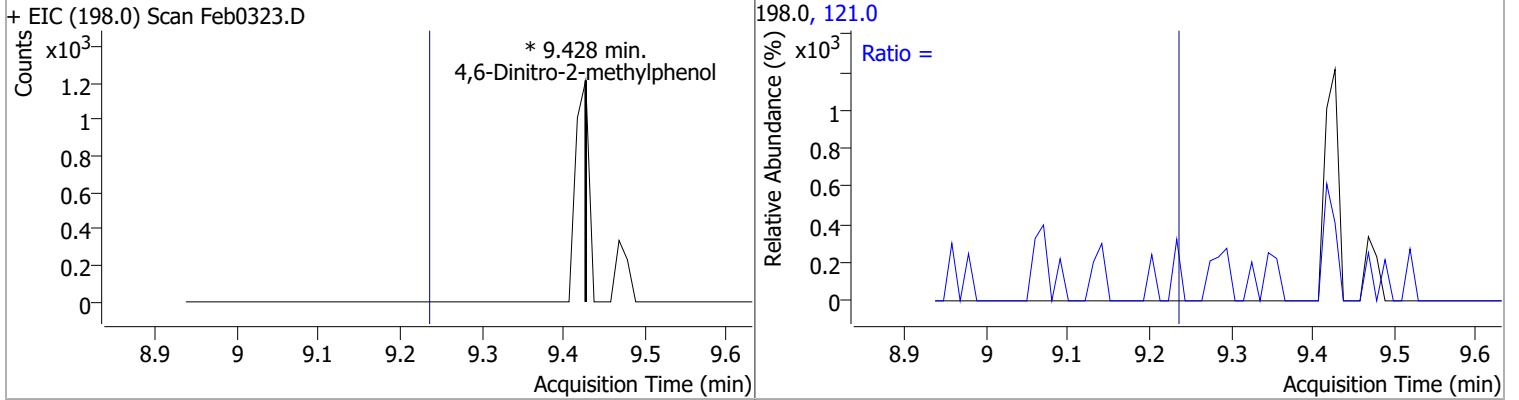 + EIC (198.0) Scan Feb0323.D
Counts
x10³
* 9.428 min.
4,6-Dinitro-2-methylphenol
1.2
1
0.8
0.6
0.4
0.2
0
8.9 9 9.1 9.2 9.3 9.4 9.5 9.6
Acquisition Time (min)
198.0, 121.0
Relative Abundance (%)
x10³
Ratio =
1
0.8
0.6
0.4
0.2
0
8.9 9 9.1 9.2 9.3 9.4 9.5 9.6
Acquisition Time (min)